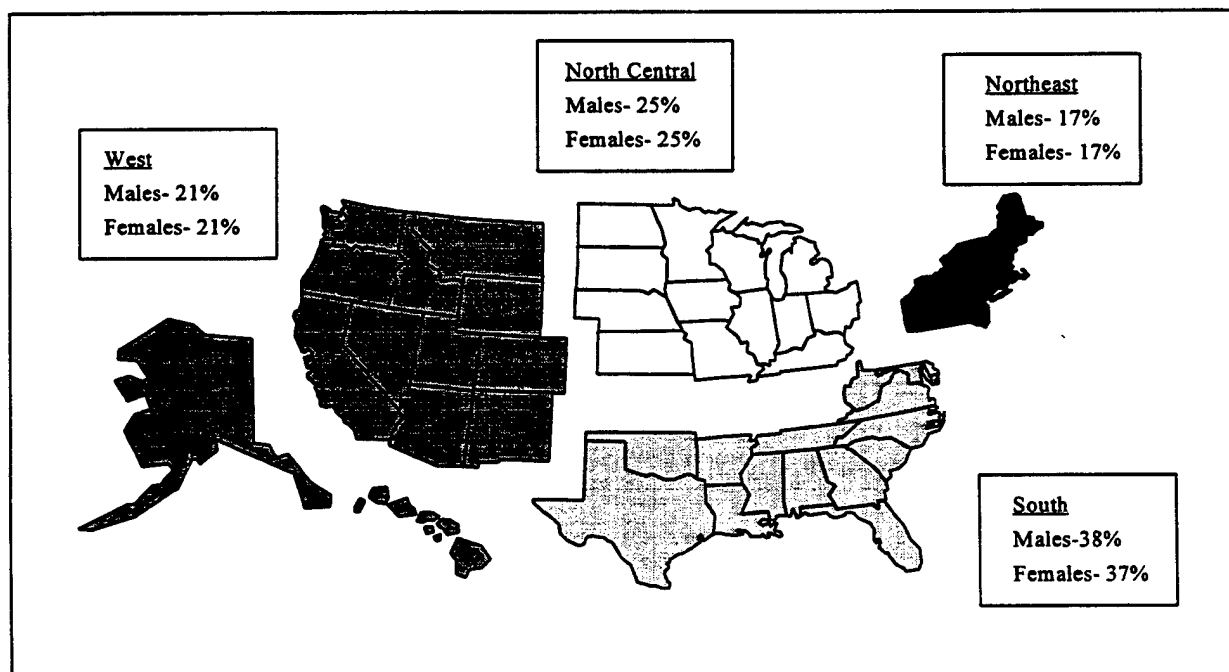 North Central
Males- 25%
Females- 25%
Northeast
Males- 17%
Females- 17%
West
Males- 21%
Females- 21%
South
Males-38%
Females- 37%